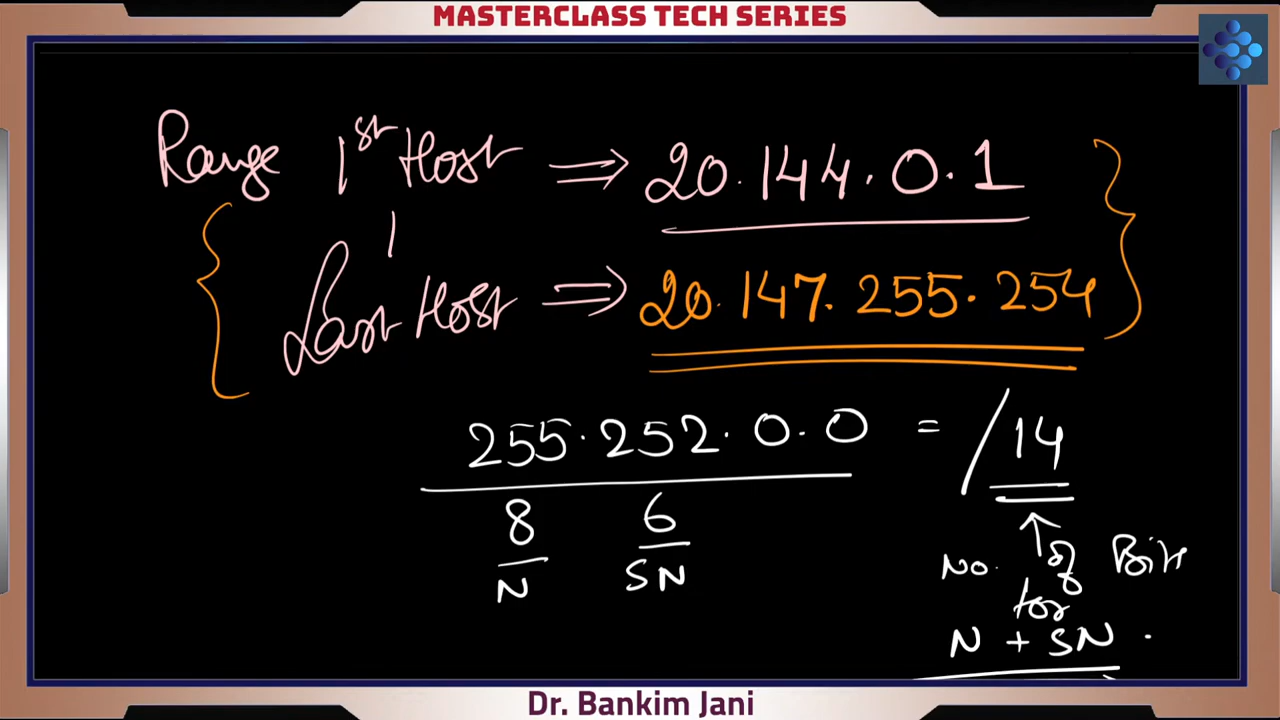 MASTERCLASS TECH SERIES
Range 1st Host ⇒ 20.144.0.1
Last Host ⇒ 20.147.255.254
255.252.0.0 = /14
8 6
N SN
No. of Bits
for
N + SN
Dr. Bankim Jani